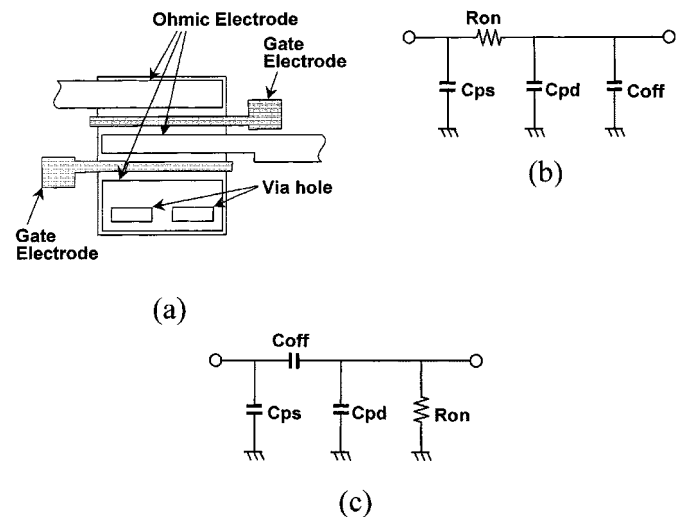 Ohmic Electrode
Gate
Electrode
Via hole
Gate
Electrode
(a)
Ron
Cps
Cpd
Coff
(b)
Coff
Cps
Cpd
Ron
(c)